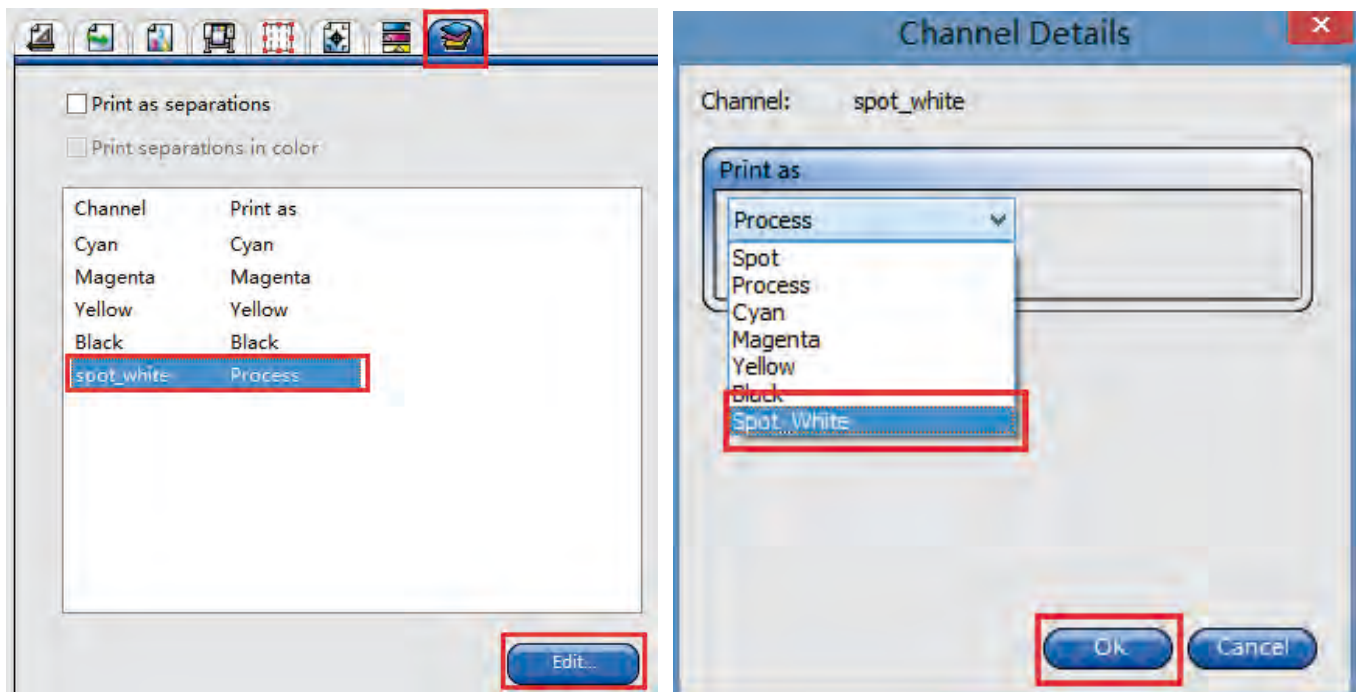 Print as separations
Print separations in color
Channel Print as
Cyan Cyan
Magenta Magenta
Yellow Yellow
Black Black
spot_white Process
Edit...
Channel Details
Channel: spot_white
Print as
Process
Spot
Process
Cyan
Magenta
Yellow
Black
Spot_White
Ok
Cancel